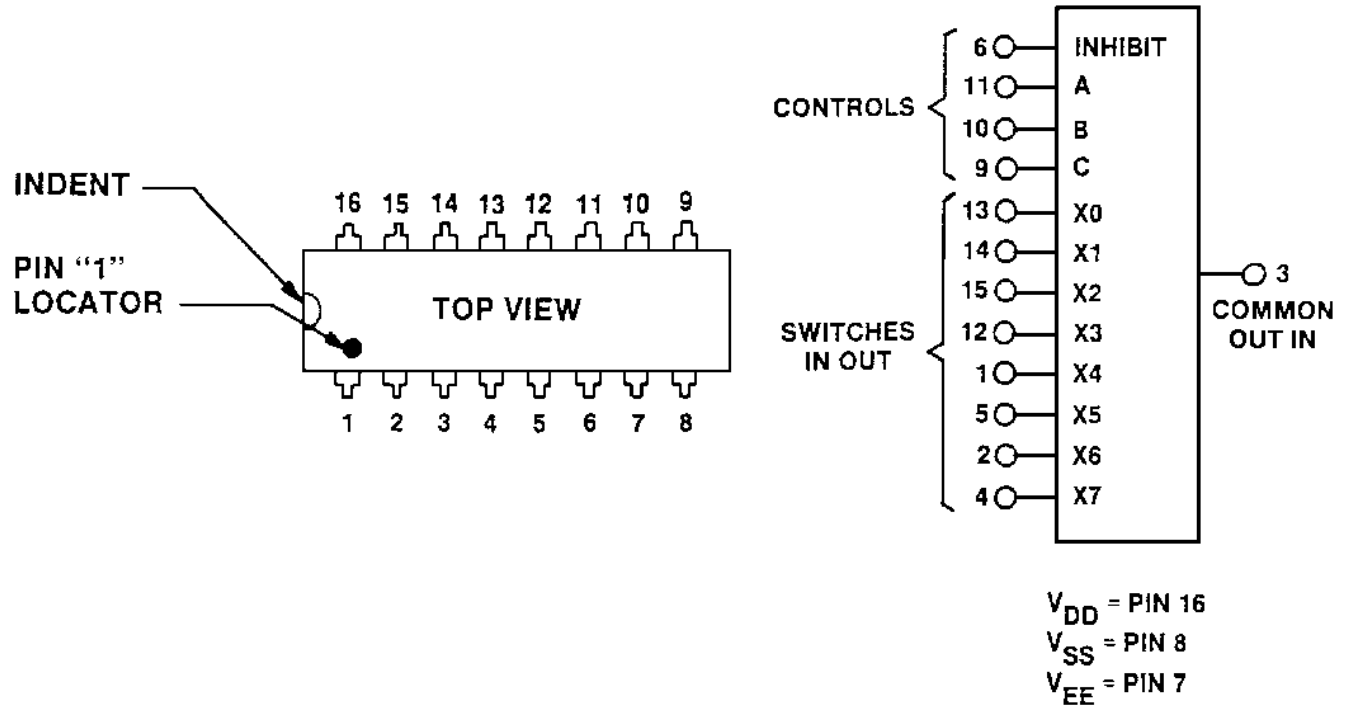 INDENT
PIN “1”
LOCATOR
16 15 14 13 12 11 10 9
TOP VIEW
1 2 3 4 5 6 7 8
CONTROLS
6 INHIBIT
11 A
10 B
9 C
SWITCHES
IN OUT
13 X0
14 X1
15 X2
12 X3
1 X4
5 X5
2 X6
4 X7
3
COMMON
OUT IN
VDD = PIN 16
VSS = PIN 8
VEE = PIN 7